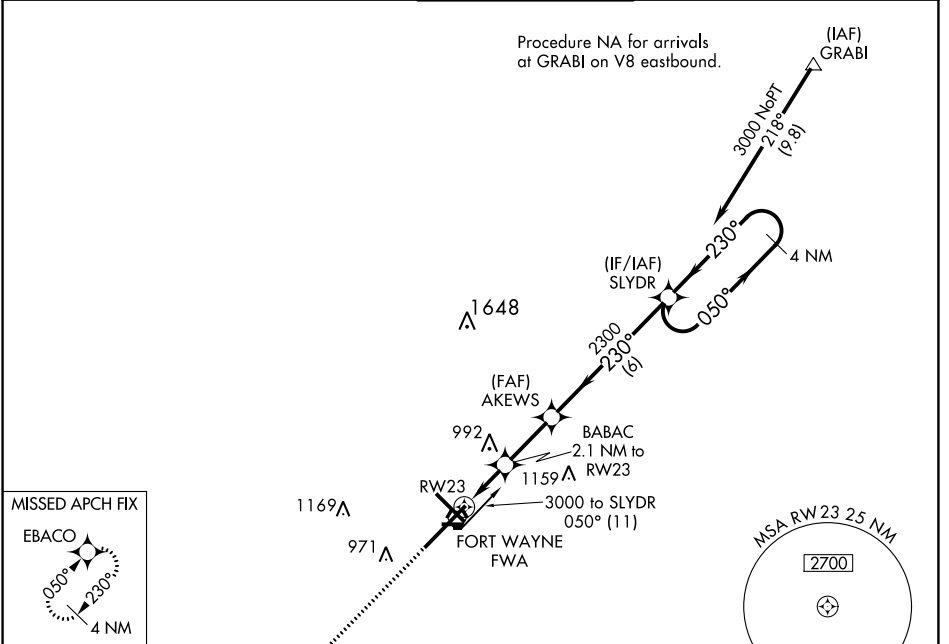 Procedure NA for arrivals
at GRABI on V8 eastbound.
(IAF)
GRABI
3000 NoPT
218°
(9.8)
230°
4 NM
(IF/IAF)
SLYDR
050°
1648
2300
230°
(6)
(FAF)
AKEWS
992
BABAC
2.1 NM to
RW23
1159
RW23
3000 to SLYDR
050° (11)
1169
971
FORT WAYNE
FWA
MISSED APCH FIX
EBACO
050°
230°
4 NM
MSA RW23 25 NM
2700